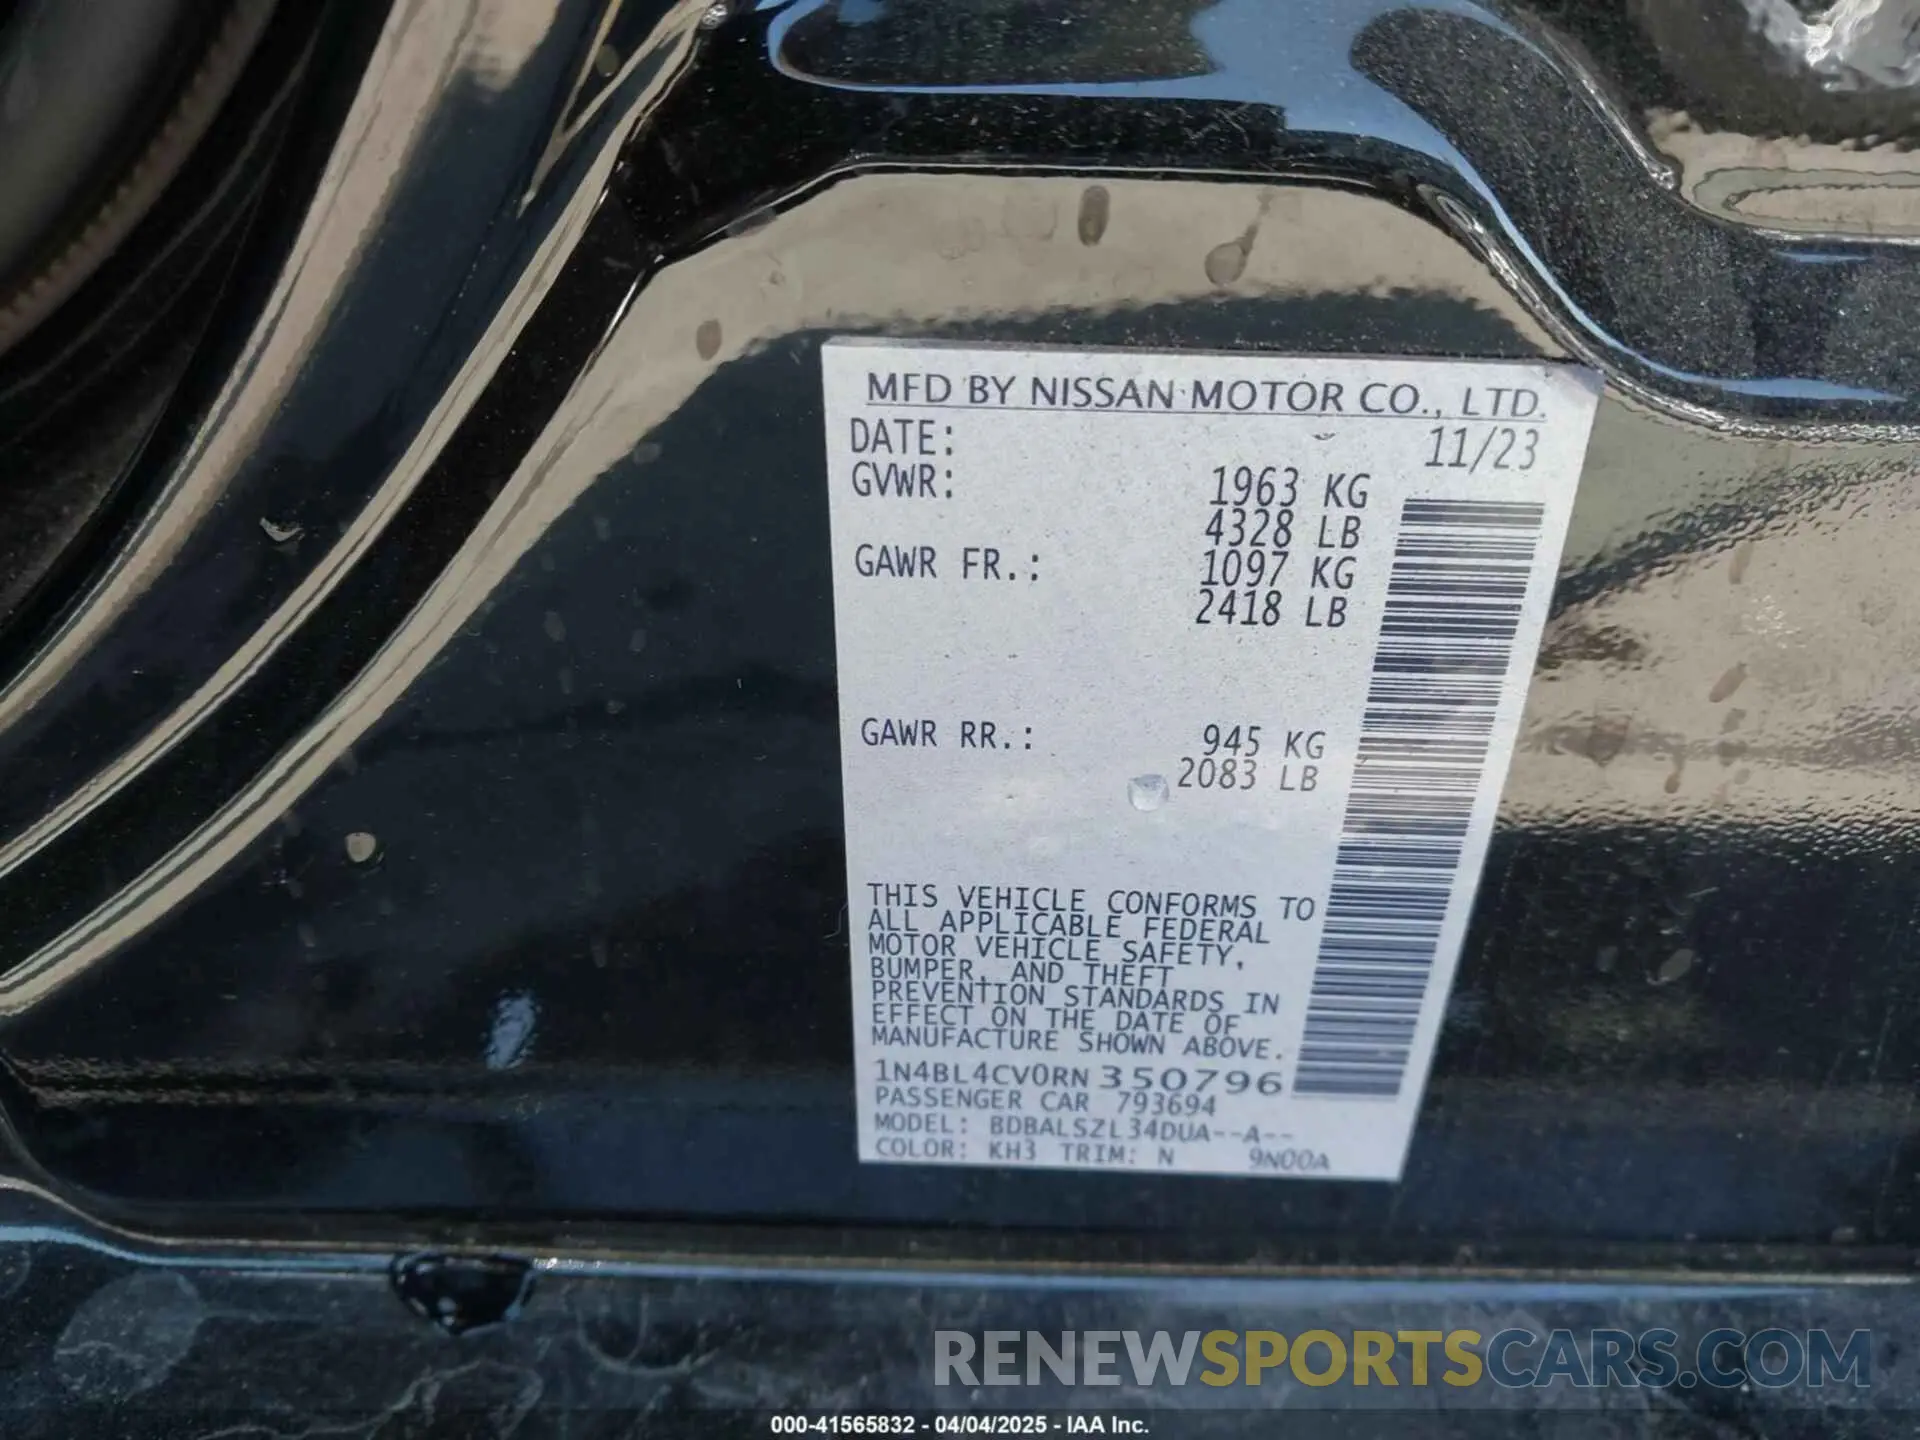 MFD BY NISSAN MOTOR CO., LTD.
DATE: 11/23
GVWR: 1963 KG
4328 LB
GAWR FR.: 1097 KG
2418 LB
GAWR RR.: 945 KG
2083 LB
THIS VEHICLE CONFORMS TO
ALL APPLICABLE FEDERAL
MOTOR VEHICLE SAFETY,
BUMPER, AND THEFT
PREVENTION STANDARDS IN
EFFECT ON THE DATE OF
MANUFACTURE SHOWN ABOVE.
1N4BL4CV0RN350796
PASSENGER CAR 793694
MODEL: BDBALSZL34DUA--A--
COLOR: KH3 TRIM: N 9N00A
RENEWSPORTSCARS.COM
000-41565832 - 04/04/2025 - IAA Inc.